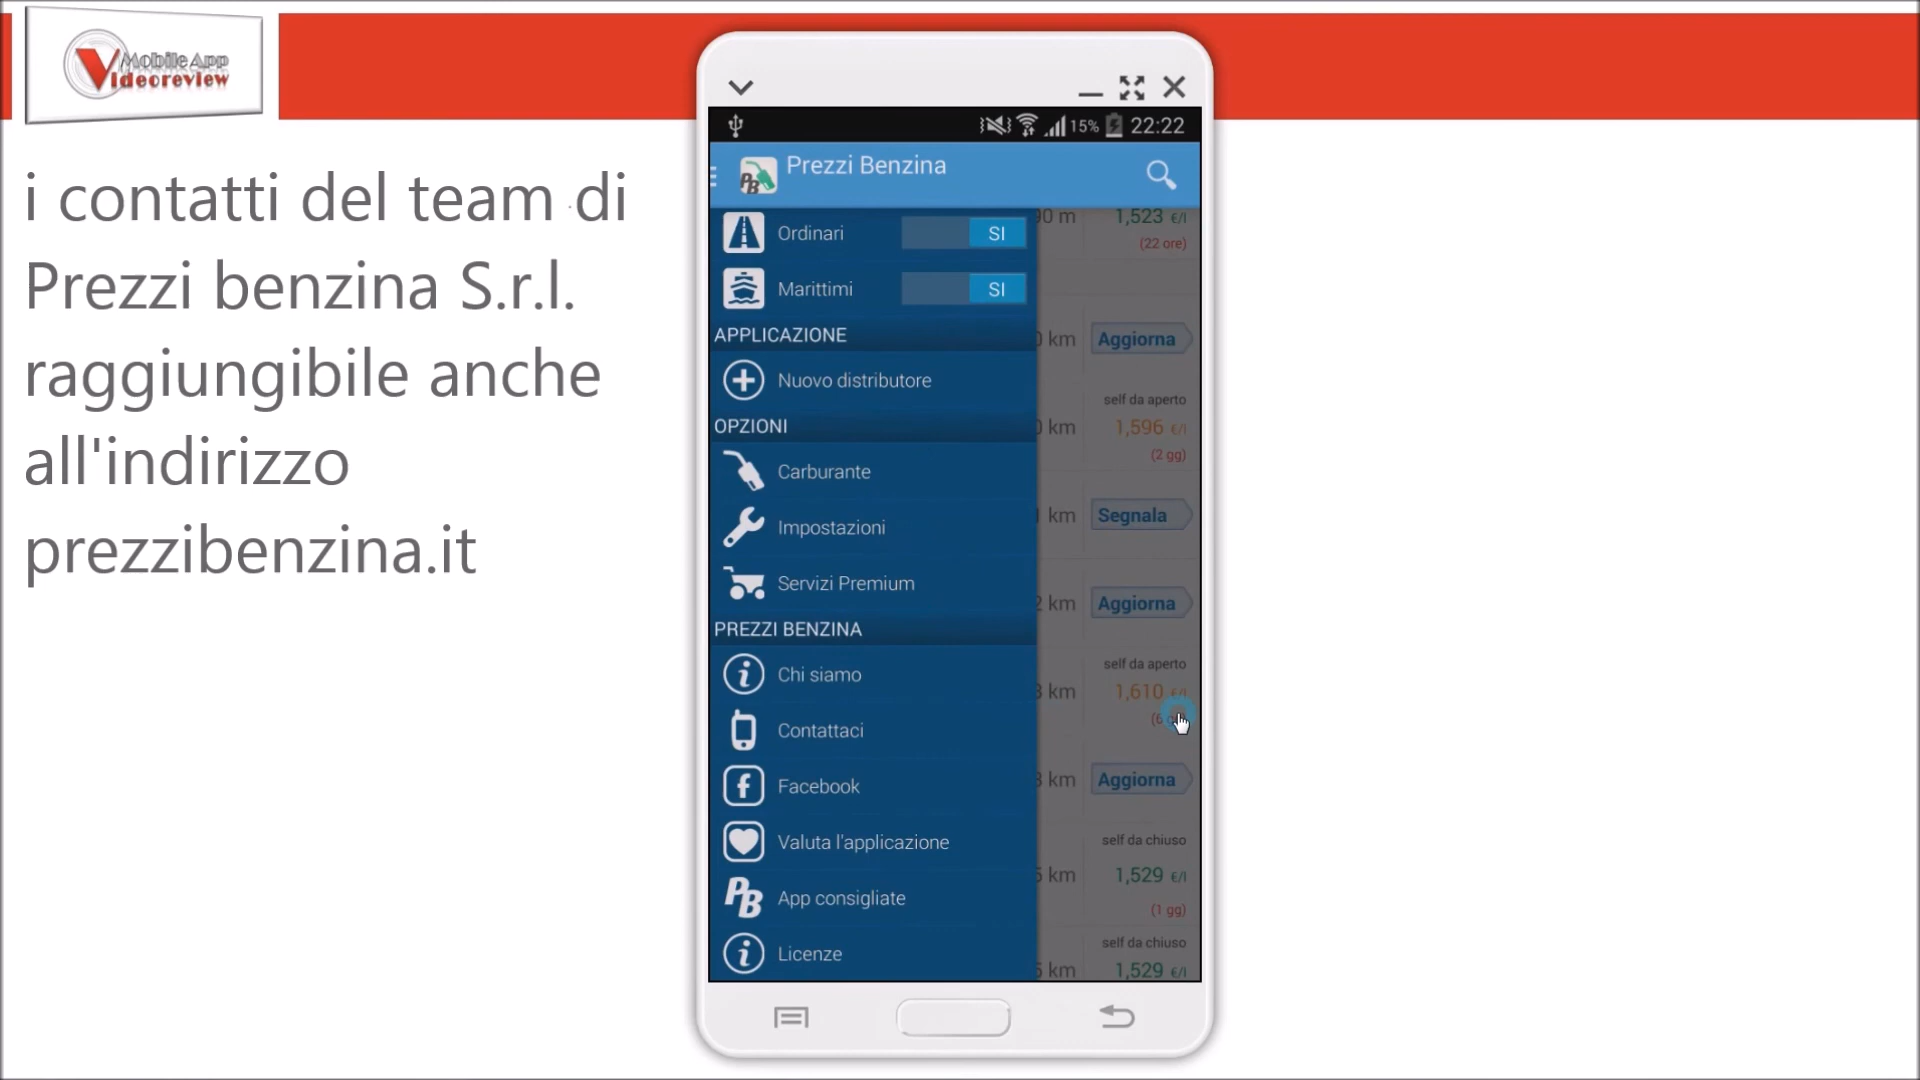 Mobile App
Videoreview
i contatti del team di
Prezzi benzina S.r.l.
raggiungibile anche
all'indirizzo
prezzibenzina.it
15% 22:22
PB Prezzi Benzina
Ordinari SI
Marittimi SI
APPLICAZIONE
Nuovo distributore
OPZIONI
Carburante
Impostazioni
Servizi Premium
PREZZI BENZINA
Chi siamo
Contattaci
Facebook
Valuta l'applicazione
PB App consigliate
Licenze
1,523 €/l
(22 ore)
km Aggiorna
self da aperto
km 1,596 €/l
(2 gg)
km Segnala
km Aggiorna
self da aperto
km 1,610 €/l
km Aggiorna
self da chiuso
km 1,529 €/l
(1 gg)
self da chiuso
km 1,529 €/l